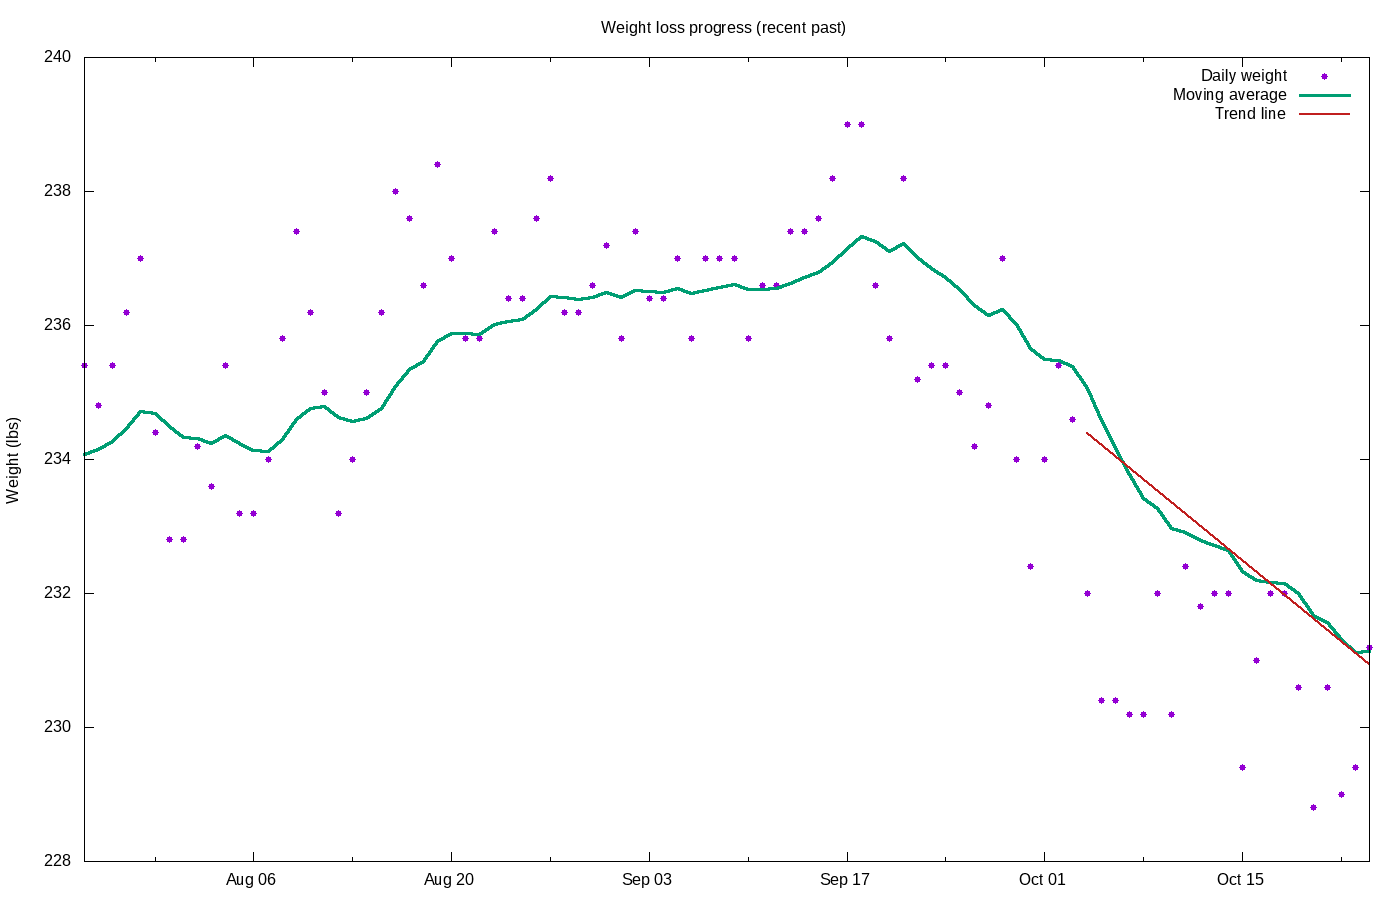 Weight loss progress (recent past)
240
238
236
234
232
230
228
Weight (lbs)
Daily weight
Moving average
Trend line
Aug 06
Aug 20
Sep 03
Sep 17
Oct 01
Oct 15